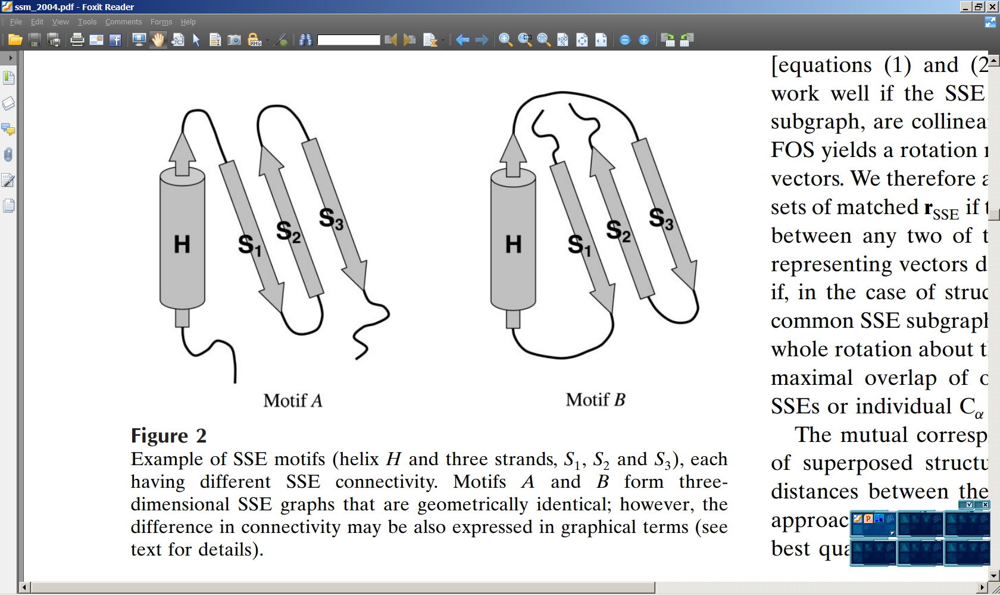 ssm_2004.pdf - Foxit Reader
File Edit View Tools Comments Forms Help
RMS
100%
H
S1
S2
S3
Motif A
H
S1
S2
S3
Motif B
Figure 2
Example of SSE motifs (helix H and three strands, S1, S2 and S3), each
having different SSE connectivity. Motifs A and B form three-
dimensional SSE graphs that are geometrically identical; however, the
difference in connectivity may be also expressed in graphical terms (see
text for details).
[equations (1) and (2
work well if the SSE
subgraph, are collinea
FOS yields a rotation
vectors. We therefore a
sets of matched rSSE if
between any two of t
representing vectors d
if, in the case of struc
common SSE subgraph
whole rotation about t
maximal overlap of o
SSEs or individual Cα
The mutual corresp
of superposed structu
distances between the
approac
best qua